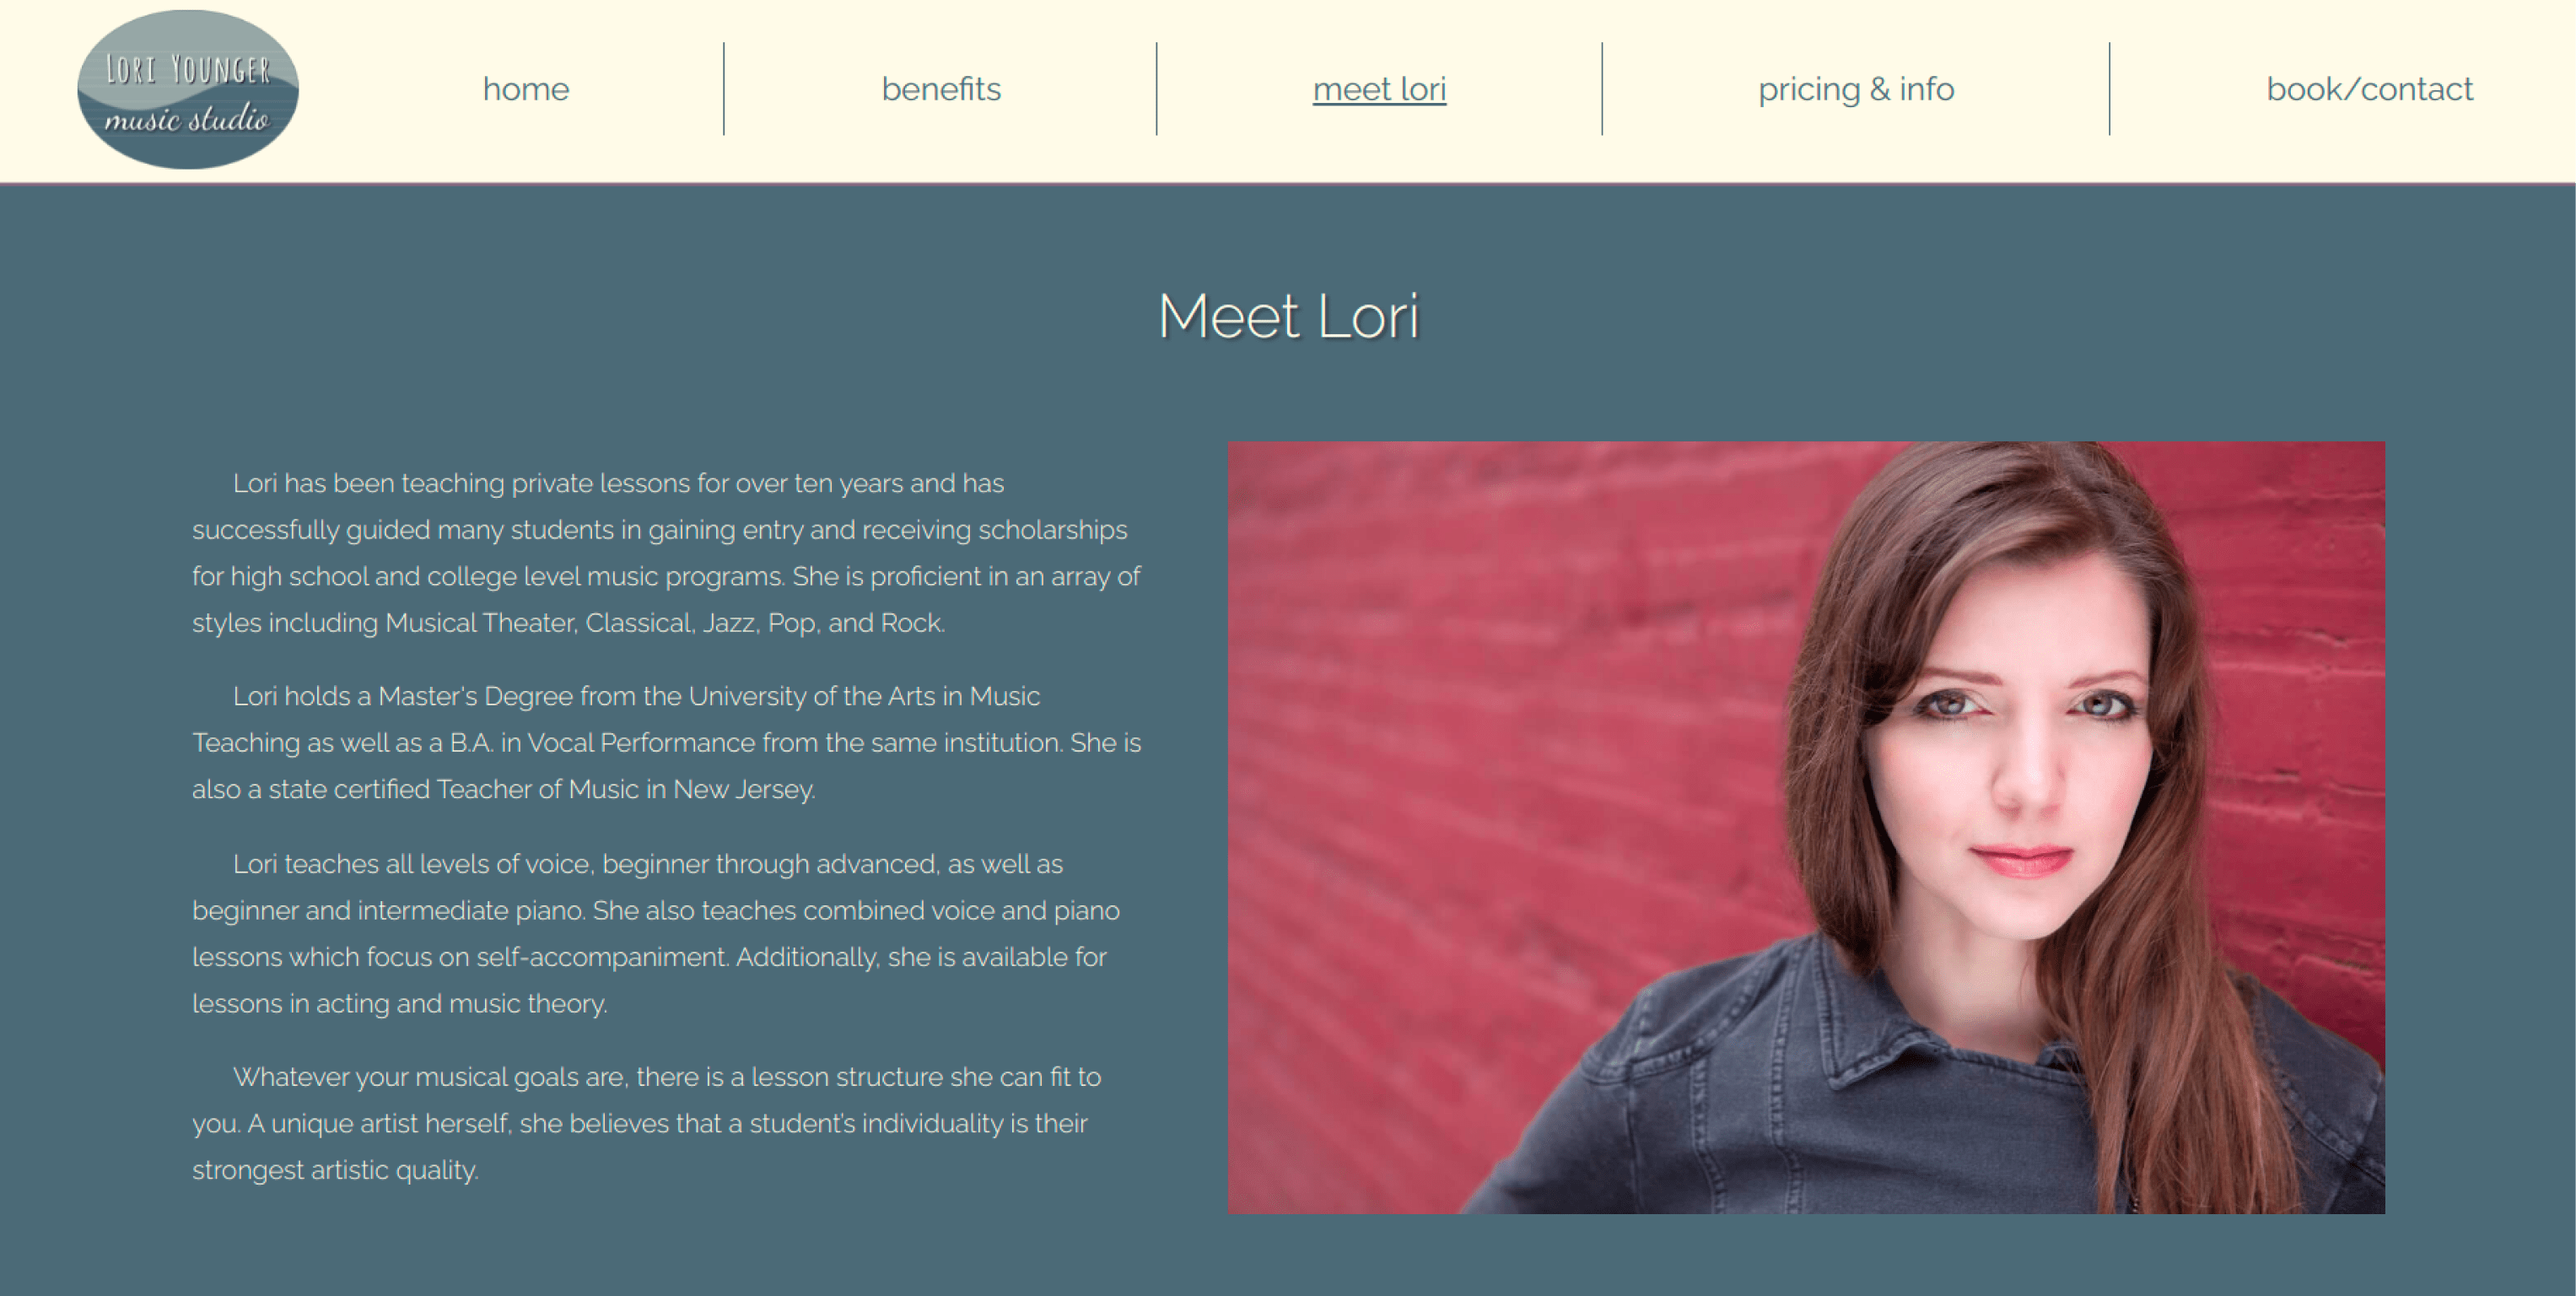 LORI YOUNGER
music studio
home
benefits
meet lori
pricing & info
book/contact
Meet Lori
Lori has been teaching private lessons for over ten years and has
successfully guided many students in gaining entry and receiving scholarships
for high school and college level music programs. She is proficient in an array of
styles including Musical Theater, Classical, Jazz, Pop, and Rock.
Lori holds a Master's Degree from the University of the Arts in Music
Teaching as well as a B.A. in Vocal Performance from the same institution. She is
also a state certified Teacher of Music in New Jersey.
Lori teaches all levels of voice, beginner through advanced, as well as
beginner and intermediate piano. She also teaches combined voice and piano
lessons which focus on self-accompaniment. Additionally, she is available for
lessons in acting and music theory.
Whatever your musical goals are, there is a lesson structure she can fit to
you. A unique artist herself, she believes that a student’s individuality is their
strongest artistic quality.